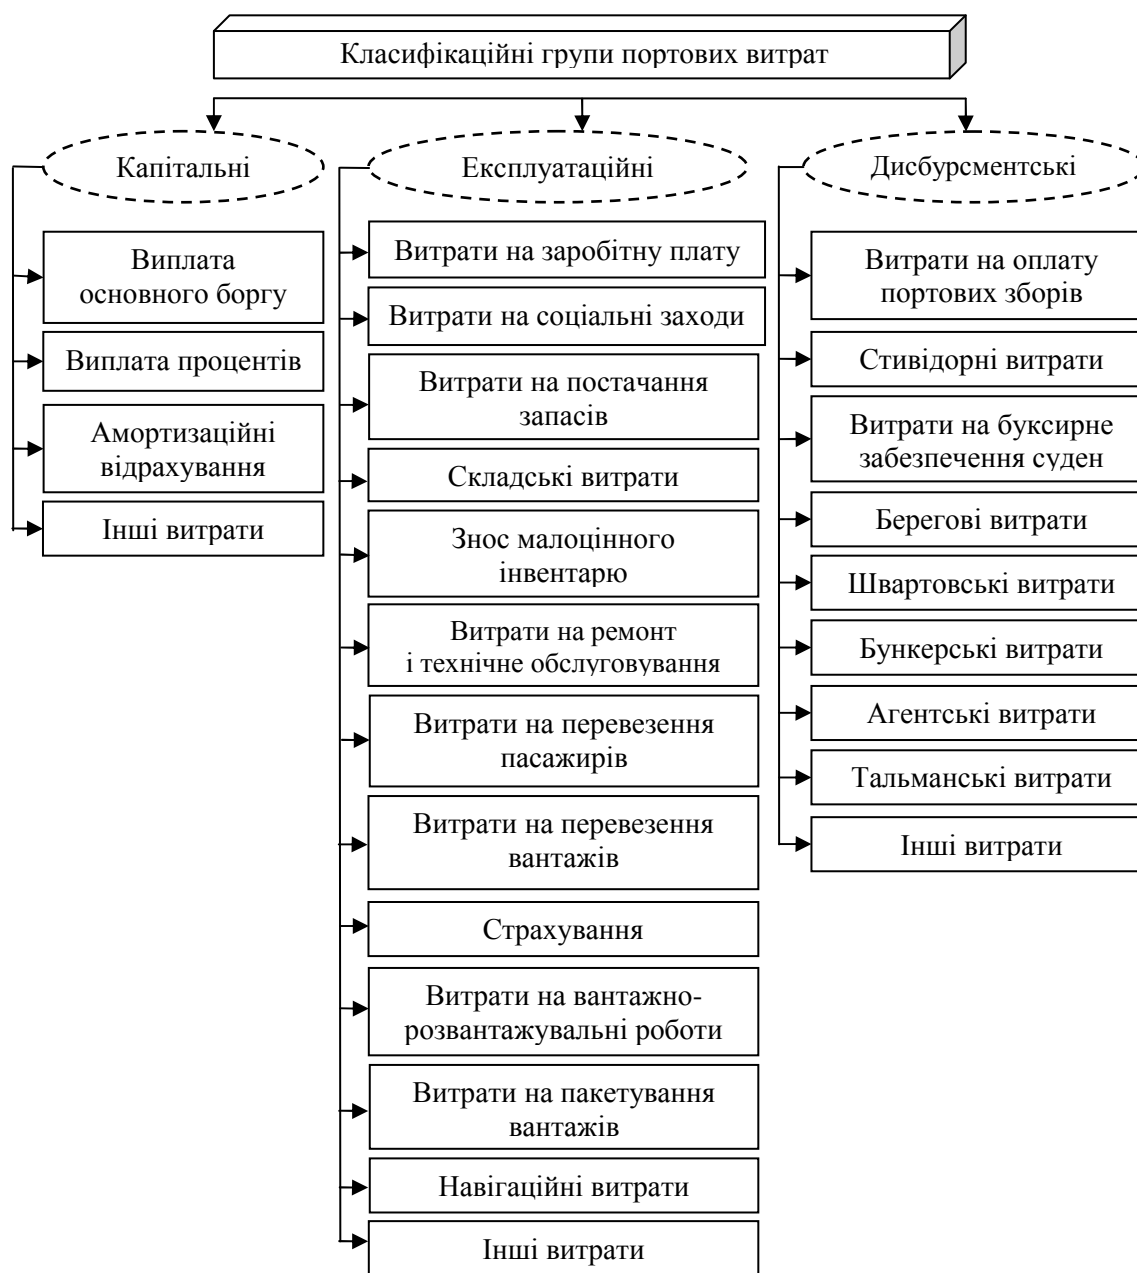 Класифікаційні групи портових витрат
Капітальні
Виплата
основного боргу
Виплата процентів
Амортизаційні
відрахування
Інші витрати
Експлуатаційні
Витрати на заробітну плату
Витрати на соціальні заходи
Витрати на постачання
запасів
Складські витрати
Знос малоцінного
інвентарю
Витрати на ремонт
і технічне обслуговування
Витрати на перевезення
пасажирів
Витрати на перевезення
вантажів
Страхування
Витрати на вантажно-
розвантажувальні роботи
Витрати на пакетування
вантажів
Навігаційні витрати
Інші витрати
Дисбурсментські
Витрати на оплату
портових зборів
Стивідорні витрати
Витрати на буксирне
забезпечення суден
Берегові витрати
Швартовські витрати
Бункерські витрати
Агентські витрати
Тальманські витрати
Інші витрати